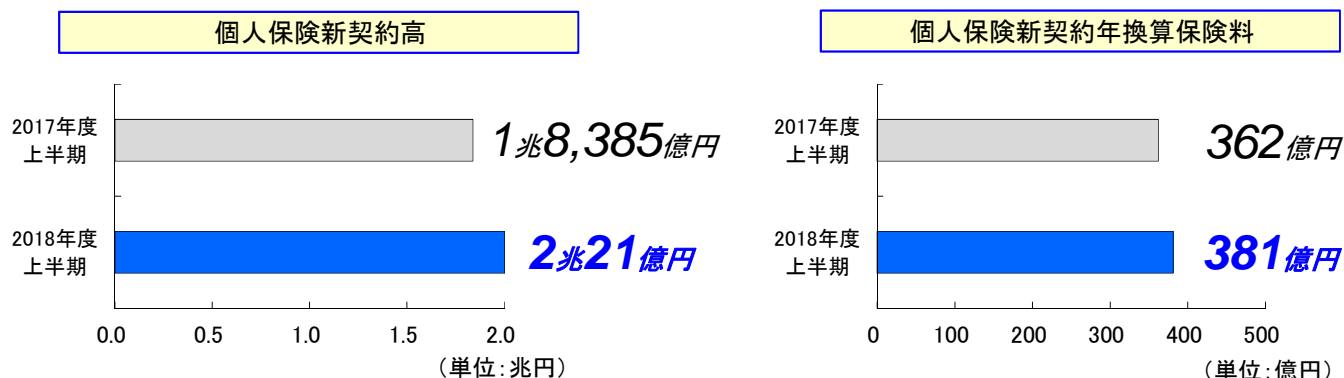 個人保険新契約高
2017年度
上半期
1兆8,385億円
2018年度
上半期
2兆21億円
0.0 0.5 1.0 1.5 2.0
（単位：兆円）
個人保険新契約年換算保険料
2017年度
上半期
362億円
2018年度
上半期
381億円
0 100 200 300 400 500
（単位：億円）